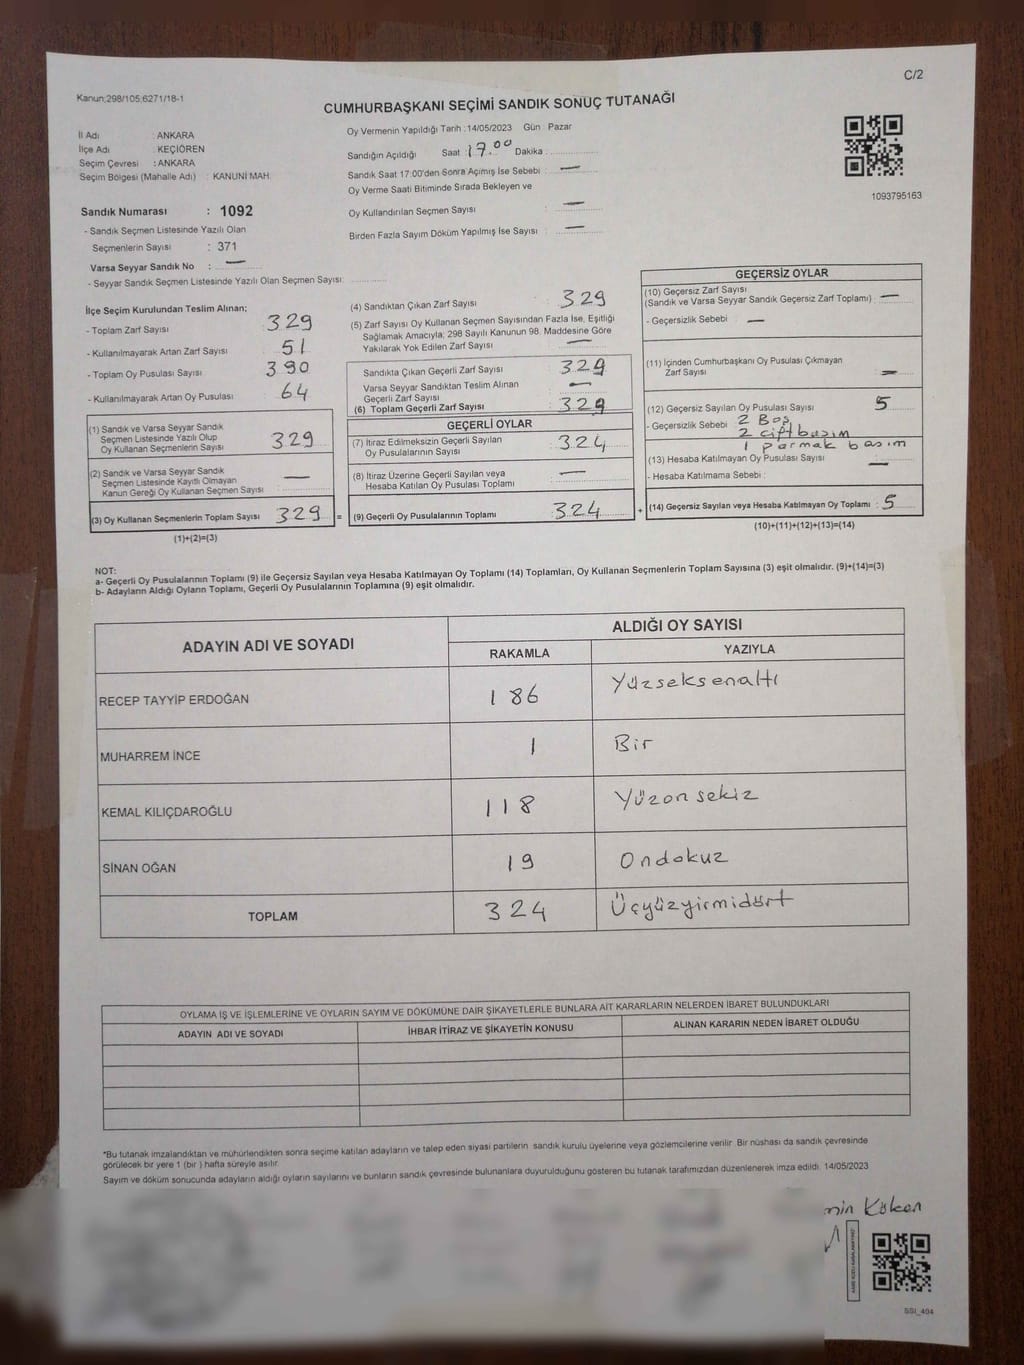 C/2
Kanun;298/105;6271/18-1
CUMHURBAŞKANI SEÇİMİ SANDIK SONUÇ TUTANAĞI
İl Adı : ANKARA
İlçe Adı : KEÇİÖREN
Seçim Çevresi : ANKARA
Seçim Bölgesi (Mahalle Adı) : KANUNİ MAH.
Oy Vermenin Yapıldığı Tarih :14/05/2023 Gün Pazar
Sandığın Açıldığı Saat : 17.00 Dakika :
Sandık Saat 17:00'den Sonra Açımış İse Sebebi : —
Oy Verme Saati Bitiminde Sırada Bekleyen ve
Oy Kullandırılan Seçmen Sayısı : —
Birden Fazla Sayım Döküm Yapılmış İse Sayısı : —
1093795163
Sandık Numarası : 1092
- Sandık Seçmen Listesinde Yazılı Olan
Seçmenlerin Sayısı : 371
Varsa Seyyar Sandık No : —
- Seyyar Sandık Seçmen Listesinde Yazılı Olan Seçmen Sayısı:
İlçe Seçim Kurulundan Teslim Alınan;
- Toplam Zarf Sayısı 329
- Kullanılmayarak Artan Zarf Sayısı 51
- Toplam Oy Pusulası Sayısı 390
- Kullanılmayarak Artan Oy Pusulası 64
(1) Sandık ve Varsa Seyyar Sandık
Seçmen Listesinde Yazılı Olup
Oy Kullanan Seçmenlerin Sayısı 329
(2) Sandık ve Varsa Seyyar Sandık
Seçmen Listesinde Kayıtlı Olmayan
Kanun Gereği Oy Kullanan Seçmen Sayısı : —
(3) Oy Kullanan Seçmenlerin Toplam Sayısı 329 =
(1)+(2)=(3)
(4) Sandıktan Çıkan Zarf Sayısı 329
(5) Zarf Sayısı Oy Kullanan Seçmen Sayısından Fazla İse, Eşitliği
Sağlamak Amacıyla; 298 Sayılı Kanunun 98. Maddesine Göre
Yakılarak Yok Edilen Zarf Sayısı —
Sandıkta Çıkan Geçerli Zarf Sayısı : 329
Varsa Seyyar Sandıktan Teslim Alınan
Geçerli Zarf Sayısı —
(6) Toplam Geçerli Zarf Sayısı : 329
GEÇERLİ OYLAR
(7) İtiraz Edilmeksizin Geçerli Sayılan
Oy Pusulalarının Sayısı : 324
(8) İtiraz Üzerine Geçerli Sayılan veya
Hesaba Katılan Oy Pusulası Toplamı —
(9) Geçerli Oy Pusulalarının Toplamı : 324 +
GEÇERSİZ OYLAR
(10) Geçersiz Zarf Sayısı
(Sandık ve Varsa Seyyar Sandık Geçersiz Zarf Toplamı) : —
- Geçersizlik Sebebi : —
(11) İçinden Cumhurbaşkanı Oy Pusulası Çıkmayan
Zarf Sayısı —
(12) Geçersiz Sayılan Oy Pusulası Sayısı : 5
- Geçersizlik Sebebi : 2 Boş
2 çift basım
1 parmak basım
(13) Hesaba Katılmayan Oy Pusulası Sayısı : —
- Hesaba Katılmama Sebebi :
(14) Geçersiz Sayılan veya Hesaba Katılmayan Oy Toplamı : 5
(10)+(11)+(12)+(13)=(14)
NOT:
a- Geçerli Oy Pusulalarının Toplamı (9) ile Geçersiz Sayılan veya Hesaba Katılmayan Oy Toplamı (14) Toplamları, Oy Kullanan Seçmenlerin Toplam Sayısına (3) eşit olmalıdır. (9)+(14)=(3)
b- Adayların Aldığı Oyların Toplamı, Geçerli Oy Pusulalarının Toplamına (9) eşit olmalıdır.
ADAYIN ADI VE SOYADI ALDIĞI OY SAYISI
RAKAMLA YAZIYLA
RECEP TAYYİP ERDOĞAN 186 Yüzseksenaltı
MUHARREM İNCE 1 Bir
KEMAL KILIÇDAROĞLU 118 Yüzonsekiz
SİNAN OĞAN 19 Ondokuz
TOPLAM 324 Üçyüzyirmidört
OYLAMA İŞ VE İŞLEMLERİNE VE OYLARIN SAYIM VE DÖKÜMÜNE DAİR ŞİKAYETLERLE BUNLARA AİT KARARLARIN NELERDEN İBARET BULUNDUKLARI
ADAYIN ADI VE SOYADI İHBAR İTİRAZ VE ŞİKAYETİN KONUSU ALINAN KARARIN NEDEN İBARET OLDUĞU
*Bu tutanak imzalandıktan ve mühürlendikten sonra seçime katılan adayların ve talep eden siyasi partilerin sandık kurulu üyelerine veya gözlemcilerine verilir. Bir nüshası da sandık çevresinde
görülecek bir yere 1 (bir ) hafta süreyle asılır.
Sayım ve döküm sonucunda adayların aldığı oyların sayılarını ve bunların sandık çevresinde bulunanlara duyurulduğunu gösteren bu tutanak tarafımızdan düzenlenerek imza edildi. 14/05/2023
min Köken
SSI_404